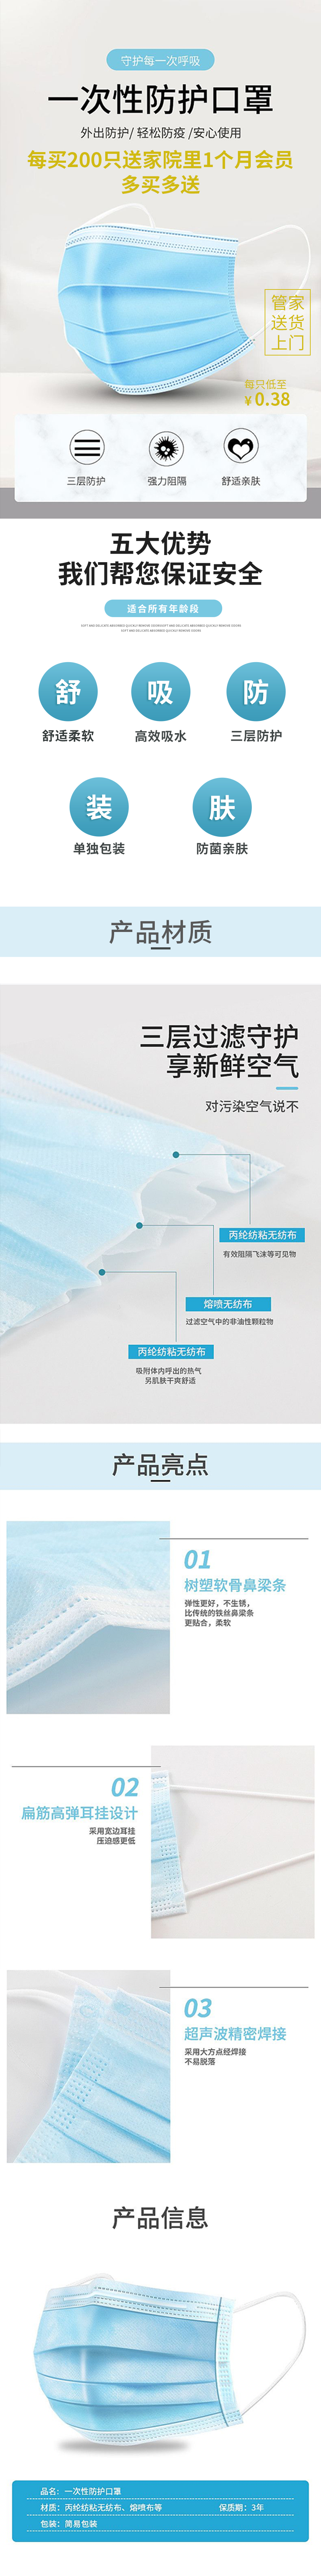 守护每一次呼吸
一次性防护口罩
外出防护/ 轻松防疫 /安心使用
每买200只送家院里1个月会员
多买多送
管家
送货
上门
每只低至
¥0.38
三层防护
强力阻隔
舒适亲肤
五大优势
我们帮您保证安全
适合所有年龄段
舒
吸
防
舒适柔软
高效吸水
三层防护
装
肤
单独包装
防菌亲肤
产品材质
三层过滤守护
享新鲜空气
对污染空气说不
丙纶纺粘无纺布
有效阻隔飞沫等可见物
熔喷无纺布
过滤空气中的非油性颗粒物
丙纶纺粘无纺布
吸附体内呼出的热气
另肌肤干爽舒适
产品亮点
01
树塑软骨鼻梁条
弹性更好，不生锈，
比传统的铁丝鼻梁条
更贴合，柔软
02
扁筋高弹耳挂设计
采用宽边耳挂
压迫感更低
03
超声波精密焊接
采用大方点经焊接
不易脱落
产品信息
品名：一次性防护口罩
材质：丙纶纺粘无纺布、熔喷布等 保质期：3年
包装：简易包装